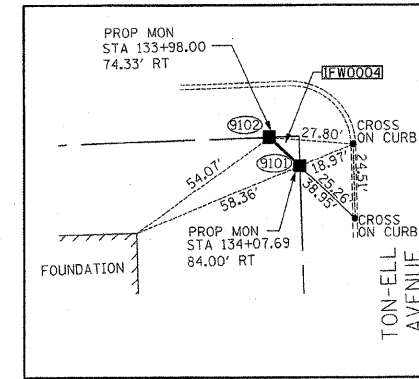 PROP MON
STA 133+98.00
74.33' RT
IFW0004
9102
27.80'
CROSS
ON CURB
9101
18.97'
54.07'
24.51'
58.36'
25.26'
38.95'
PROP MON
STA 134+07.69
84.00' RT
CROSS
ON CURB
FOUNDATION
TON-ELL
AVENUE